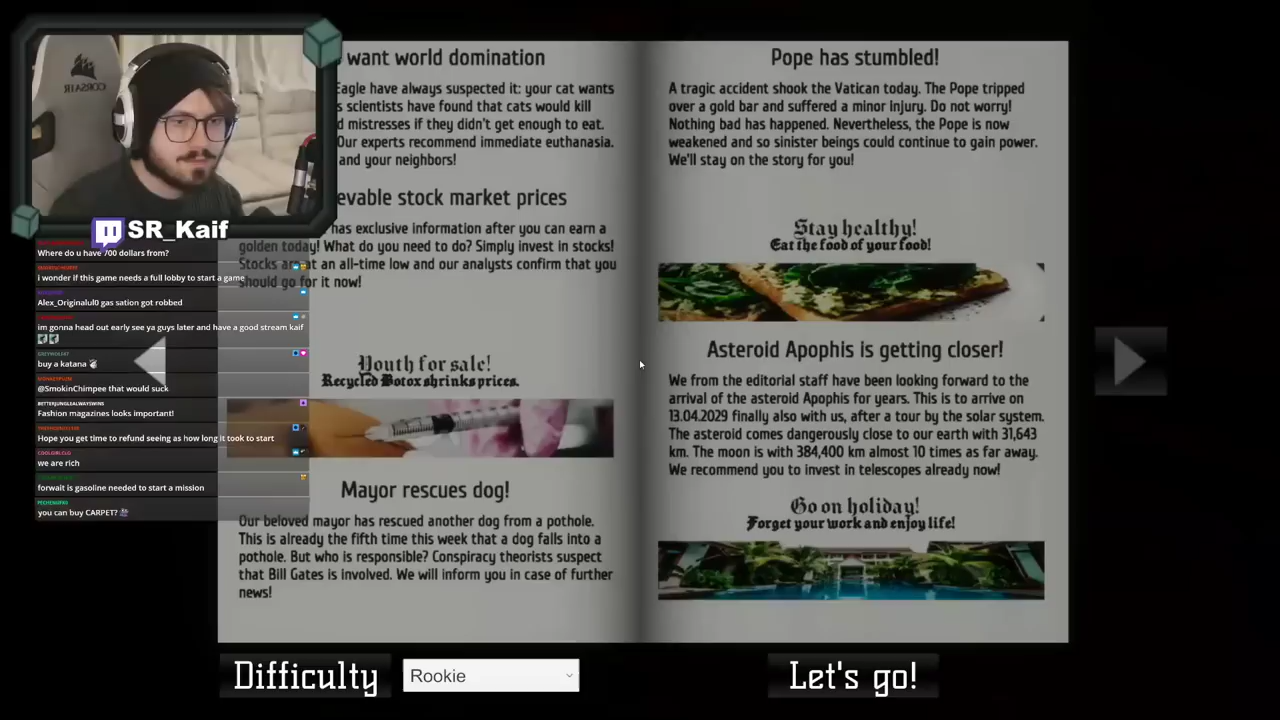 want world domination
Eagle have always suspected it: your cat wants
s scientists have found that cats would kill
d mistresses if they didn't get enough to eat.
Our experts recommend immediate euthanasia.
and your neighbors!
evable stock market prices
has exclusive information after you can earn a
golden today! What do you need to do? Simply invest in stocks!
Stocks are at an all-time low and our analysts confirm that you
should go for it now!
Youth for sale!
Recycled Botox shrinks prices.
Mayor rescues dog!
Our beloved mayor has rescued another dog from a pothole.
This is already the fifth time this week that a dog falls into a
pothole. But who is responsible? Conspiracy theorists suspect
that Bill Gates is involved. We will inform you in case of further
news!
Pope has stumbled!
A tragic accident shook the Vatican today. The Pope tripped
over a gold bar and suffered a minor injury. Do not worry!
Nothing bad has happened. Nevertheless, the Pope is now
weakened and so sinister beings could continue to gain power.
We'll stay on the story for you!
Stay healthy!
Eat the food of your food!
Asteroid Apophis is getting closer!
We from the editorial staff have been looking forward to the
arrival of the asteroid Apophis for years. This is to arrive on
13.04.2029 finally also with us, after a tour by the solar system.
The asteroid comes dangerously close to our earth with 31,643
km. The moon is with 384,400 km almost 10 times as far away.
We recommend you to invest in telescopes already now!
Go on holiday!
Forget your work and enjoy life!
CORSAIR
SR_Kaif
Where do u have 700 dollars from?
i wonder if this game needs a full lobby to start a game
Alex_Originalul0 gas sation got robbed
im gonna head out early see ya guys later and have a good stream kaif
buy a katana
@SmokinChimpee that would suck
BETTERJUNGLEALWAYSWINS
Fashion magazines looks important!
Hope you get time to refund seeing as how long it took to start
we are rich
forwait is gasoline needed to start a mission
you can buy CARPET?
Difficulty
Rookie
Let's go!